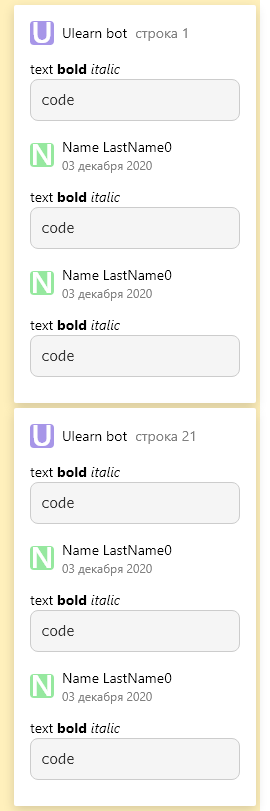 U Ulearn bot строка 1
text bold italic
code
N Name LastName0
03 декабря 2020
text bold italic
code
N Name LastName0
03 декабря 2020
text bold italic
code
U Ulearn bot строка 21
text bold italic
code
N Name LastName0
03 декабря 2020
text bold italic
code
N Name LastName0
03 декабря 2020
text bold italic
code